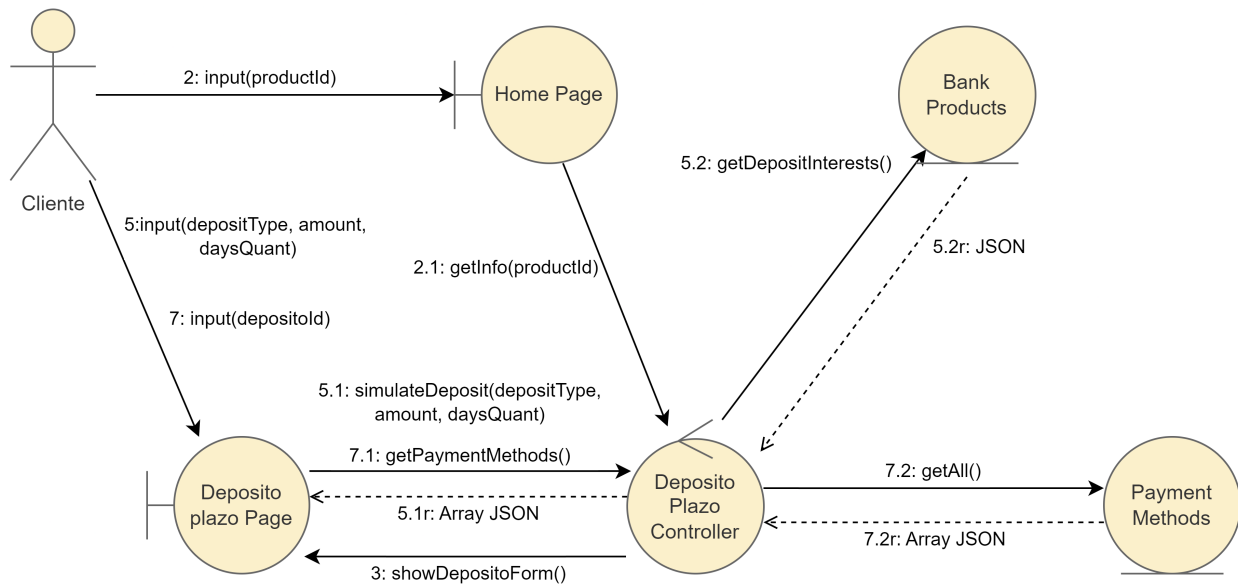 2: input(productId)
Home Page
Bank
Products
Cliente
5.2: getDepositInterests()
5:input(depositType, amount,
daysQuant)
5.2r: JSON
2.1: getInfo(productId)
7: input(depositoId)
5.1: simulateDeposit(depositType,
amount, daysQuant)
7.1: getPaymentMethods()
Deposito
plazo Page
5.1r: Array JSON
3: showDepositoForm()
Deposito
Plazo
Controller
7.2: getAll()
7.2r: Array JSON
Payment
Methods